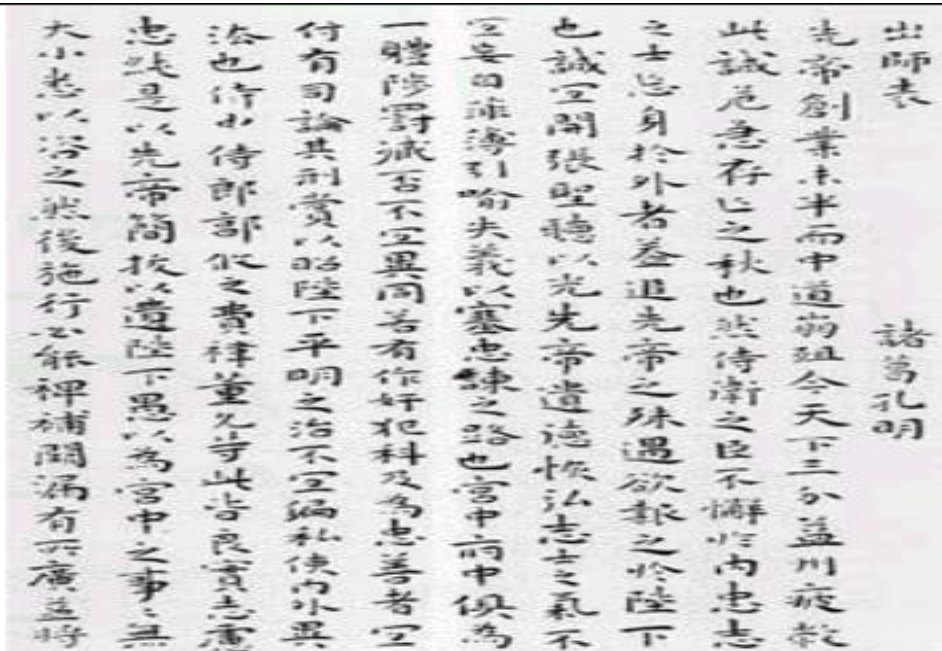 出師表 諸葛孔明
先帝創業未半而中道崩殂今天下三分益州疲敝
此誠危急存亡之秋也然侍衛之臣不懈於內忠志
之士忘身於外者蓋追先帝之殊遇欲報之於陛下
也誠宜開張聖聽以光先帝遺德恢弘志士之氣不
宜妄自菲薄引喻失義以塞忠諫之路也宮中府中俱為
一體陟罰臧否不宜異同若有作奸犯科及為忠善者宜
付有司論其刑賞以昭陛下平明之治不宜偏私使內外異
法也侍中侍郎郭攸之費禕董允等此皆良實志慮
忠純是以先帝簡拔以遺陛下愚以為宮中之事〻無
大小悉以咨之然後施行必能裨補闕漏有所廣益將